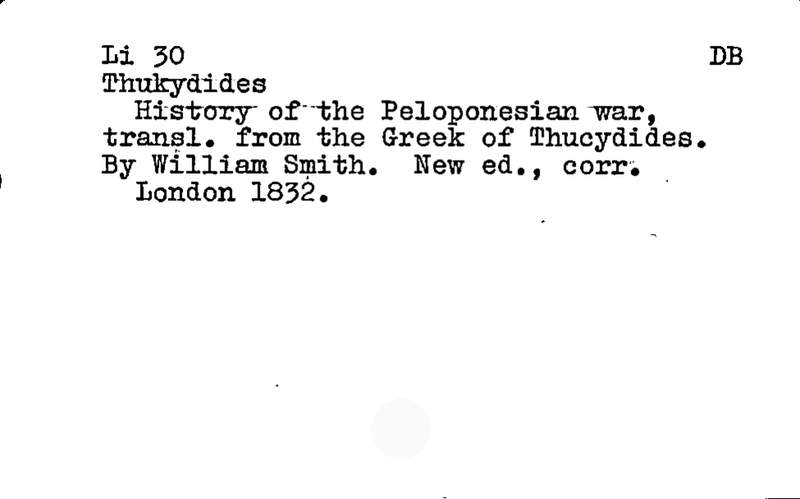 Li 30 DB
Thukydides
History of the Peloponesian war,
transl. from the Greek of Thucydides.
By William Smith. New ed., corr.
London 1832.